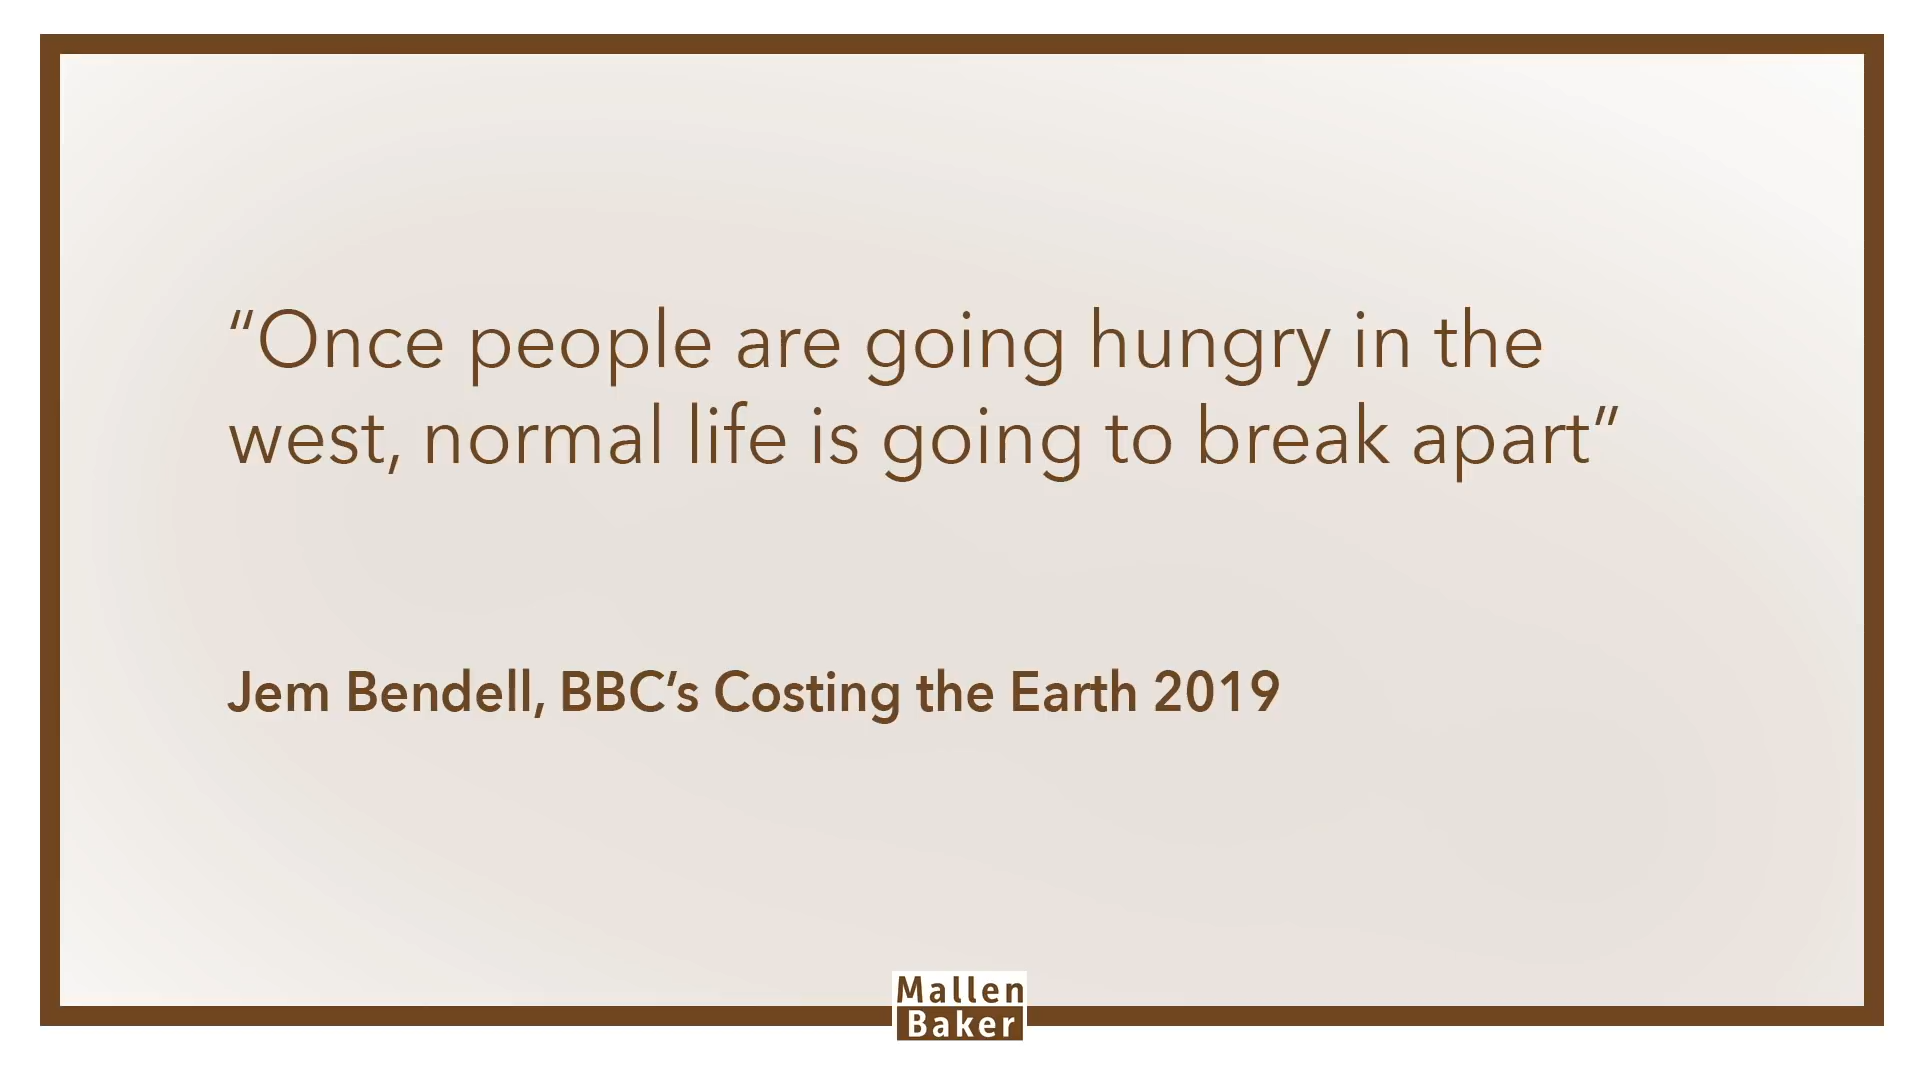 “Once people are going hungry in the
west, normal life is going to break apart”
Jem Bendell, BBC’s Costing the Earth 2019
Mallen
Baker